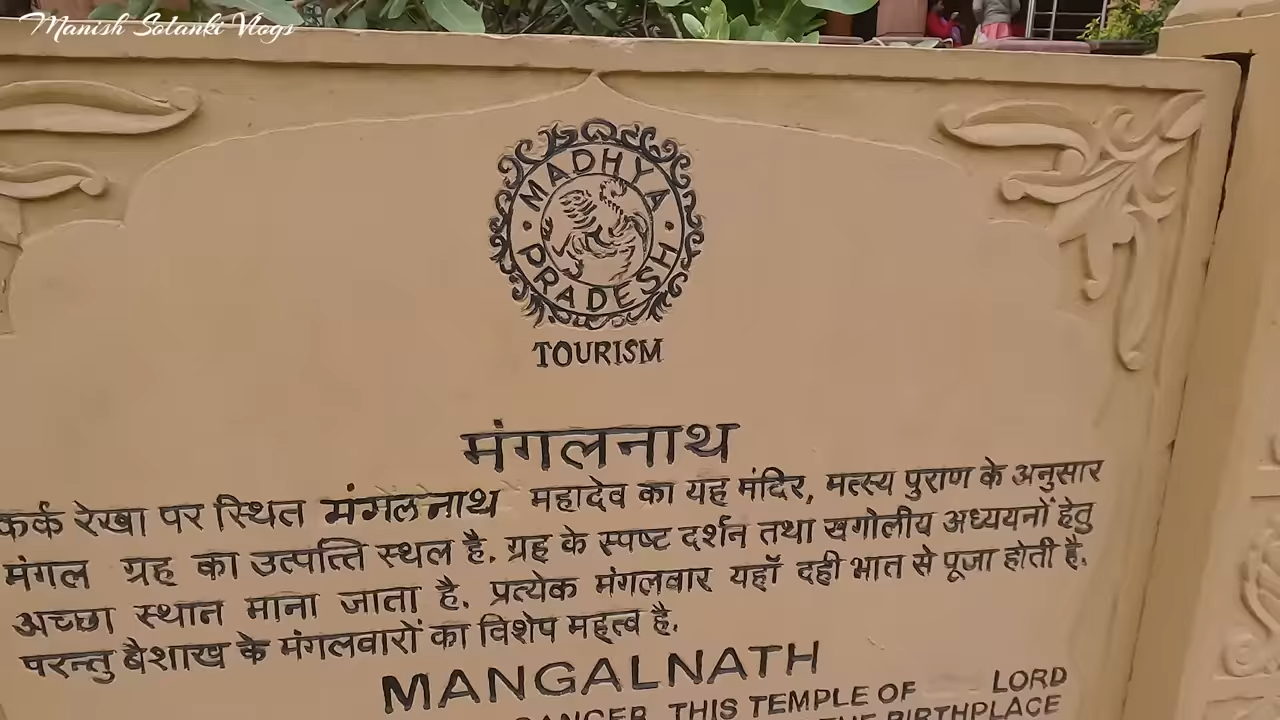 Manish Solanki Vlogs
MADHYA
PRADESH
TOURISM
मंगलनाथ
कर्क रेखा पर स्थित मंगलनाथ महादेव का यह मंदिर, मत्स्य पुराण के अनुसार
मंगल ग्रह का उत्पत्ति स्थल है. ग्रह के स्पष्ट दर्शन तथा खगोलीय अध्ययनों हेतु
अच्छा स्थान माना जाता है. प्रत्येक मंगलवार यहाँ दही भात से पूजा होती है.
परन्तु बैशाख के मंगलवारों का विशेष महत्व है.
MANGALNATH
THIS TEMPLE OF LORD
BIRTHPLACE